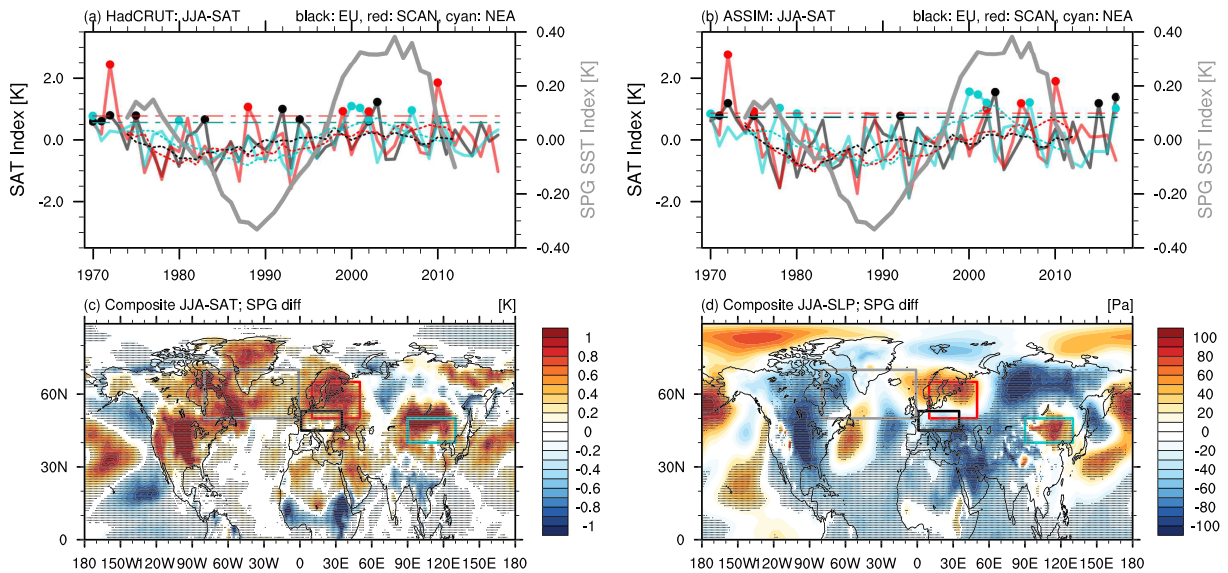 (a) HadCRUT: JJA-SAT black: EU, red: SCAN, cyan: NEA
SAT Index [K]
2.0
0.0
-2.0
0.40
0.20
0.00
-0.20
-0.40
SPG SST Index [K]
1970 1980 1990 2000 2010
(b) ASSIM: JJA-SAT black: EU, red: SCAN, cyan: NEA
SAT Index [K]
2.0
0.0
-2.0
0.40
0.20
0.00
-0.20
-0.40
SPG SST Index [K]
1970 1980 1990 2000 2010
(c) Composite JJA-SAT; SPG diff [K]
60N
30N
0
180 150W 120W 90W 60W 30W 0 30E 60E 90E 120E 150E 180
1
0.8
0.6
0.4
0.2
0
-0.2
-0.4
-0.6
-0.8
-1
(d) Composite JJA-SLP; SPG diff [Pa]
60N
30N
0
180 150W 120W 90W 60W 30W 0 30E 60E 90E 120E 150E 180
100
80
60
40
20
0
-20
-40
-60
-80
-100